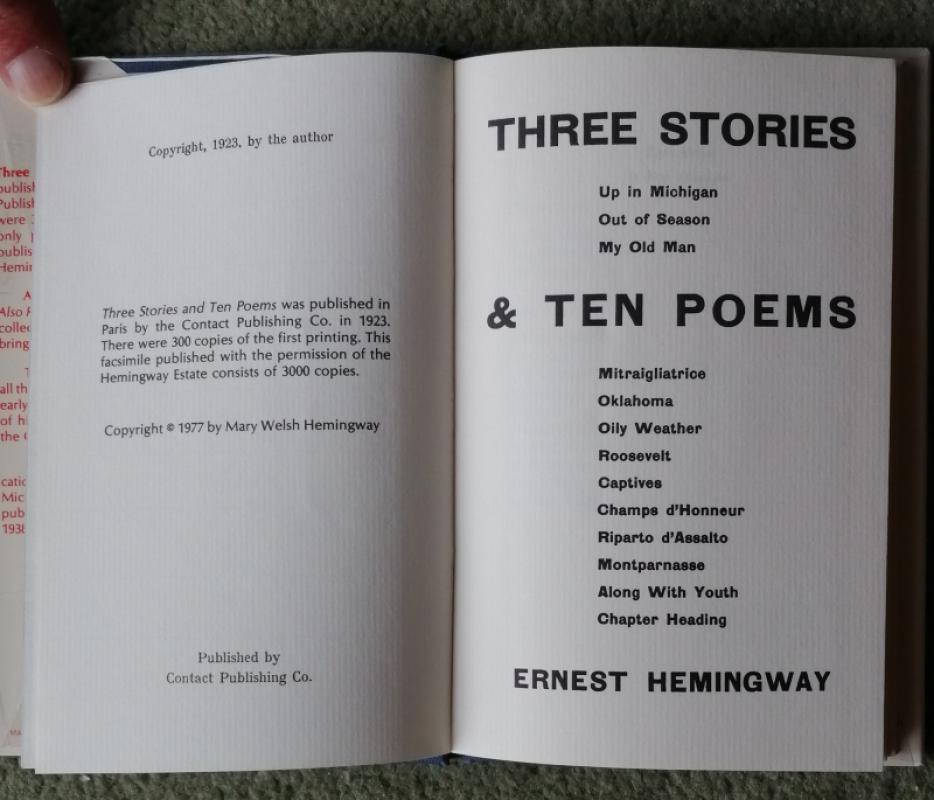 Three
were
only
Copyright, 1923, by the author
Three Stories and Ten Poems was published in
Paris by the Contact Publishing Co. in 1923.
There were 300 copies of the first printing. This
facsimile published with the permission of the
Hemingway Estate consists of 3000 copies.
Copyright © 1977 by Mary Welsh Hemingway
Published by
Contact Publishing Co.
THREE STORIES
Up in Michigan
Out of Season
My Old Man
& TEN POEMS
Mitraigliatrice
Oklahoma
Oily Weather
Roosevelt
Captives
Champs d'Honneur
Riparto d'Assalto
Montparnasse
Along With Youth
Chapter Heading
ERNEST HEMINGWAY